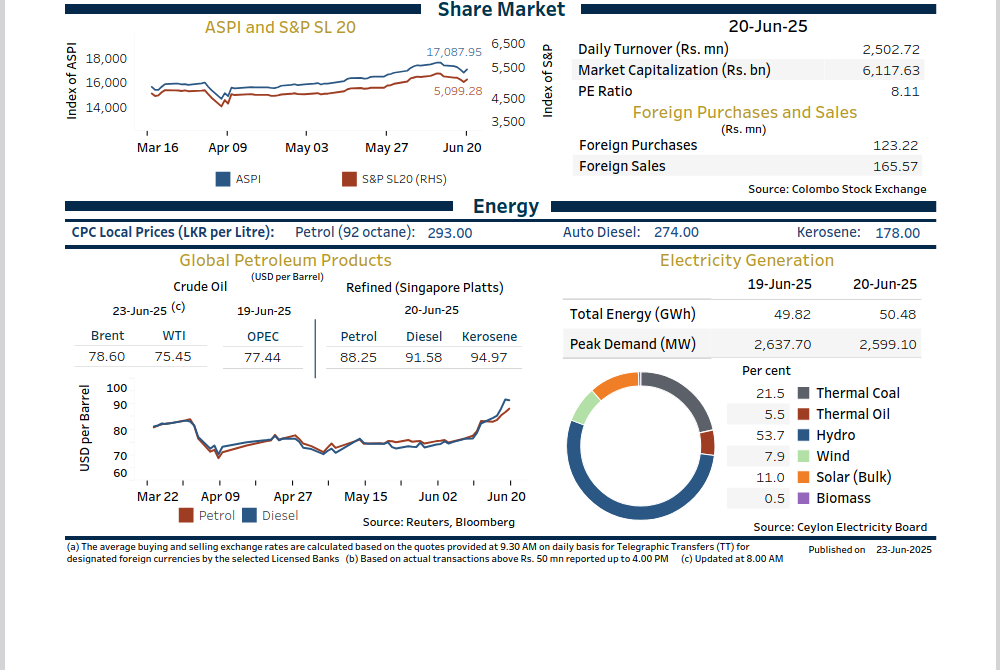 Share Market
ASPI and S&P SL 20
Index of ASPI
18,000
16,000
14,000
17,087.95
5,099.28
6,500
5,500
4,500
3,500
Index of S&P
Mar 16 Apr 09 May 03 May 27 Jun 20
ASPI S&P SL20 (RHS)
20-Jun-25
Daily Turnover (Rs. mn) 2,502.72
Market Capitalization (Rs. bn) 6,117.63
PE Ratio 8.11
Foreign Purchases and Sales
(Rs. mn)
Foreign Purchases 123.22
Foreign Sales 165.57
Source: Colombo Stock Exchange
Energy
CPC Local Prices (LKR per Litre): Petrol (92 octane): 293.00 Auto Diesel: 274.00 Kerosene: 178.00
Global Petroleum Products
(USD per Barrel)
Crude Oil Refined (Singapore Platts)
23-Jun-25 (c) 19-Jun-25 20-Jun-25
Brent WTI OPEC Petrol Diesel Kerosene
78.60 75.45 77.44 88.25 91.58 94.97
USD per Barrel
100
90
80
70
60
Mar 22 Apr 09 Apr 27 May 15 Jun 02 Jun 20
Petrol Diesel
Source: Reuters, Bloomberg
Electricity Generation
19-Jun-25 20-Jun-25
Total Energy (GWh) 49.82 50.48
Peak Demand (MW) 2,637.70 2,599.10
Per cent
21.5 Thermal Coal
5.5 Thermal Oil
53.7 Hydro
7.9 Wind
11.0 Solar (Bulk)
0.5 Biomass
Source: Ceylon Electricity Board
(a) The average buying and selling exchange rates are calculated based on the quotes provided at 9.30 AM on daily basis for Telegraphic Transfers (TT) for
designated foreign currencies by the selected Licensed Banks (b) Based on actual transactions above Rs. 50 mn reported up to 4.00 PM (c) Updated at 8.00 AM
Published on 23-Jun-2025